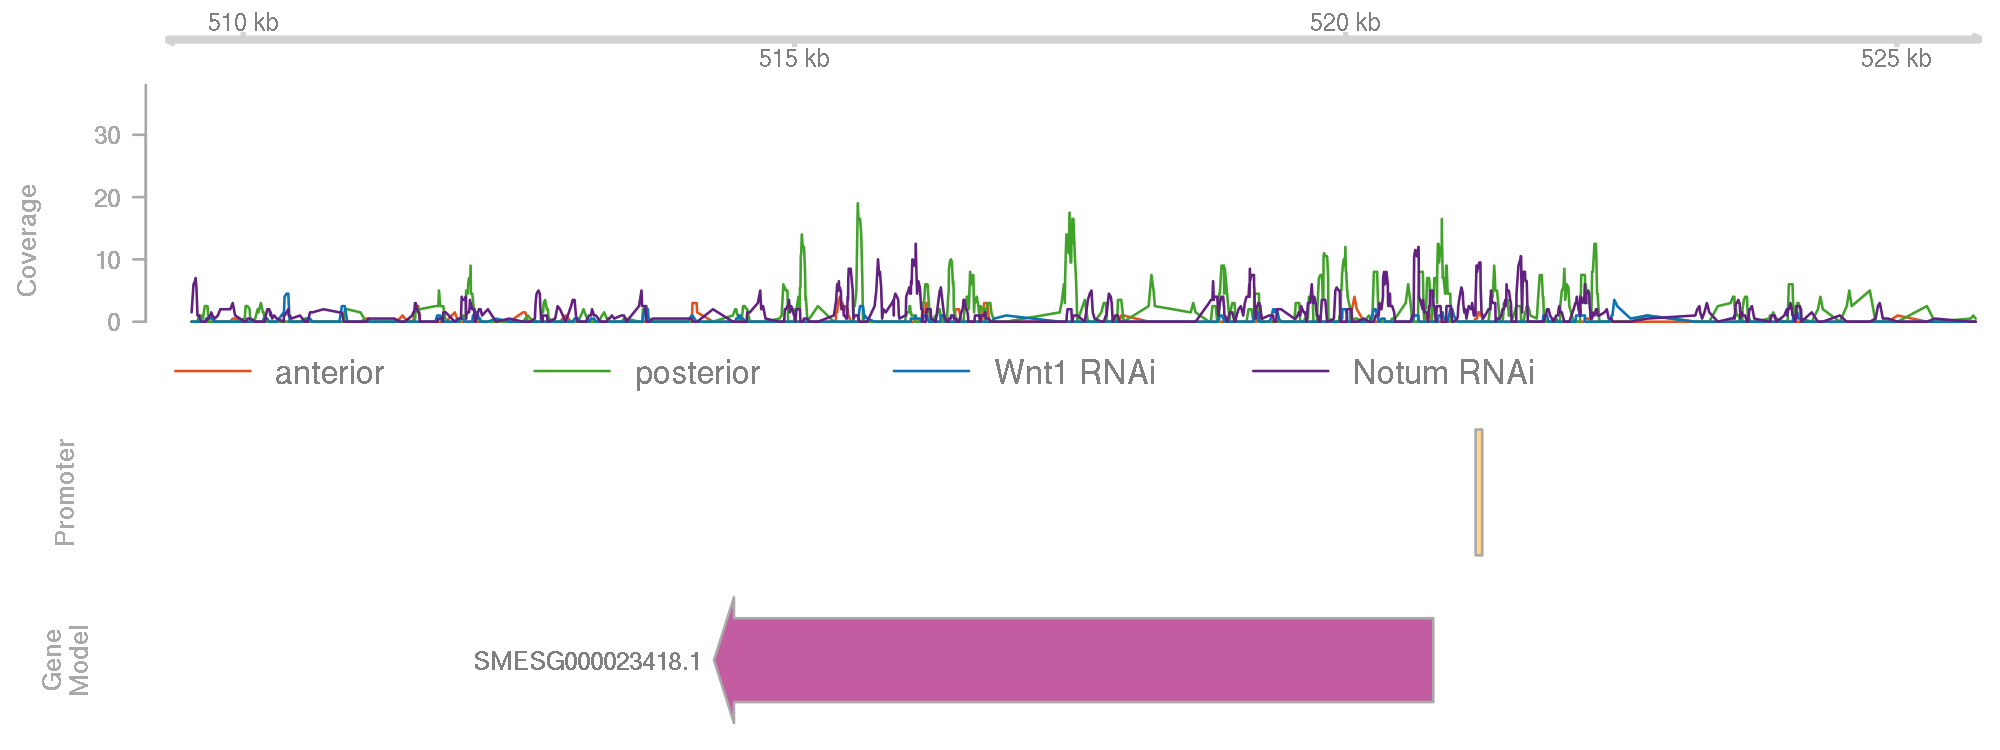 510 kb
520 kb
515 kb
525 kb
Coverage
30
20
10
0
anterior
posterior
Wnt1 RNAi
Notum RNAi
Promoter
Gene
Model
SMESG000023418.1